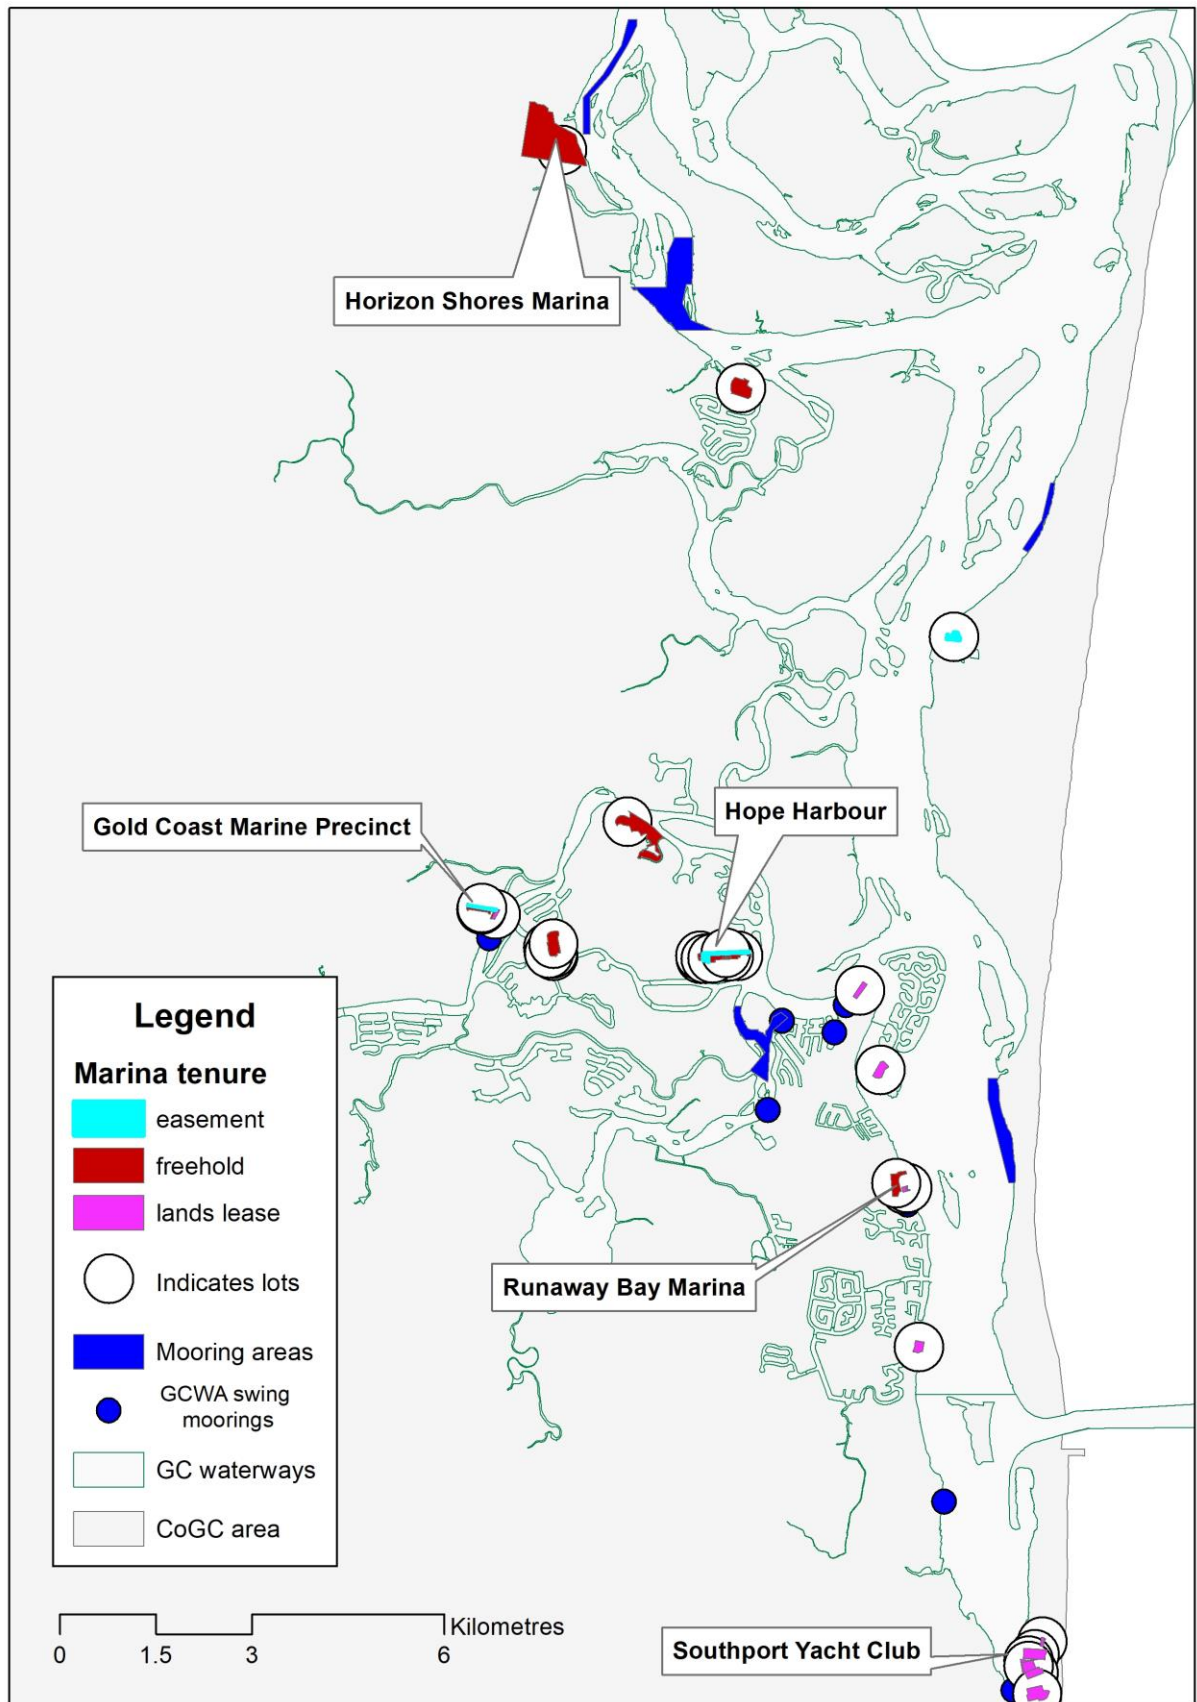 Horizon Shores Marina
Hope Harbour
Gold Coast Marine Precinct
Runaway Bay Marina
Southport Yacht Club
Legend
Marina tenure
easement
freehold
lands lease
Indicates lots
Mooring areas
GCWA swing
moorings
GC waterways
CoGC area
Kilometres
0 1.5 3 6